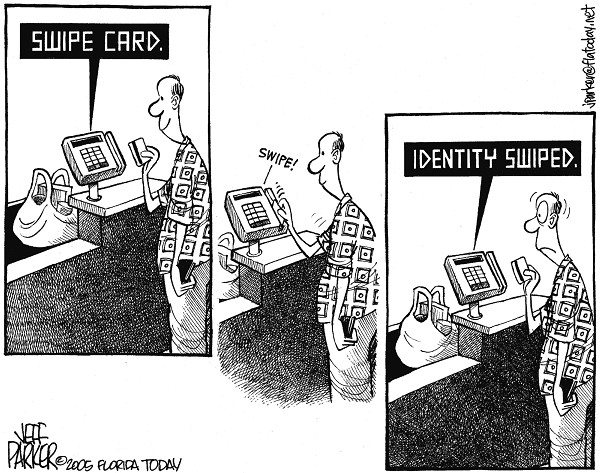 SWIPE CARD.
SWIPE!
IDENTITY SWIPED.
jparker@flatoday.net
JEFF
PARKER ©2005 FLORIDA TODAY